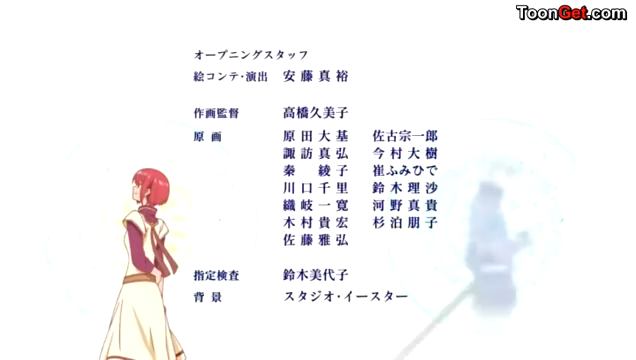 ToonGet.com
オープニングスタッフ
絵コンテ・演出 安藤真裕
作画監督 高橋久美子
原画 原田大基 佐古宗一郎
諏訪真弘 今村大樹
秦綾子 崔ふみひで
川口千里 鈴木理沙
織岐一寛 河野真貴
木村貴宏 杉泊朋子
佐藤雅弘
指定検査 鈴木美代子
背景 スタジオ・イースター